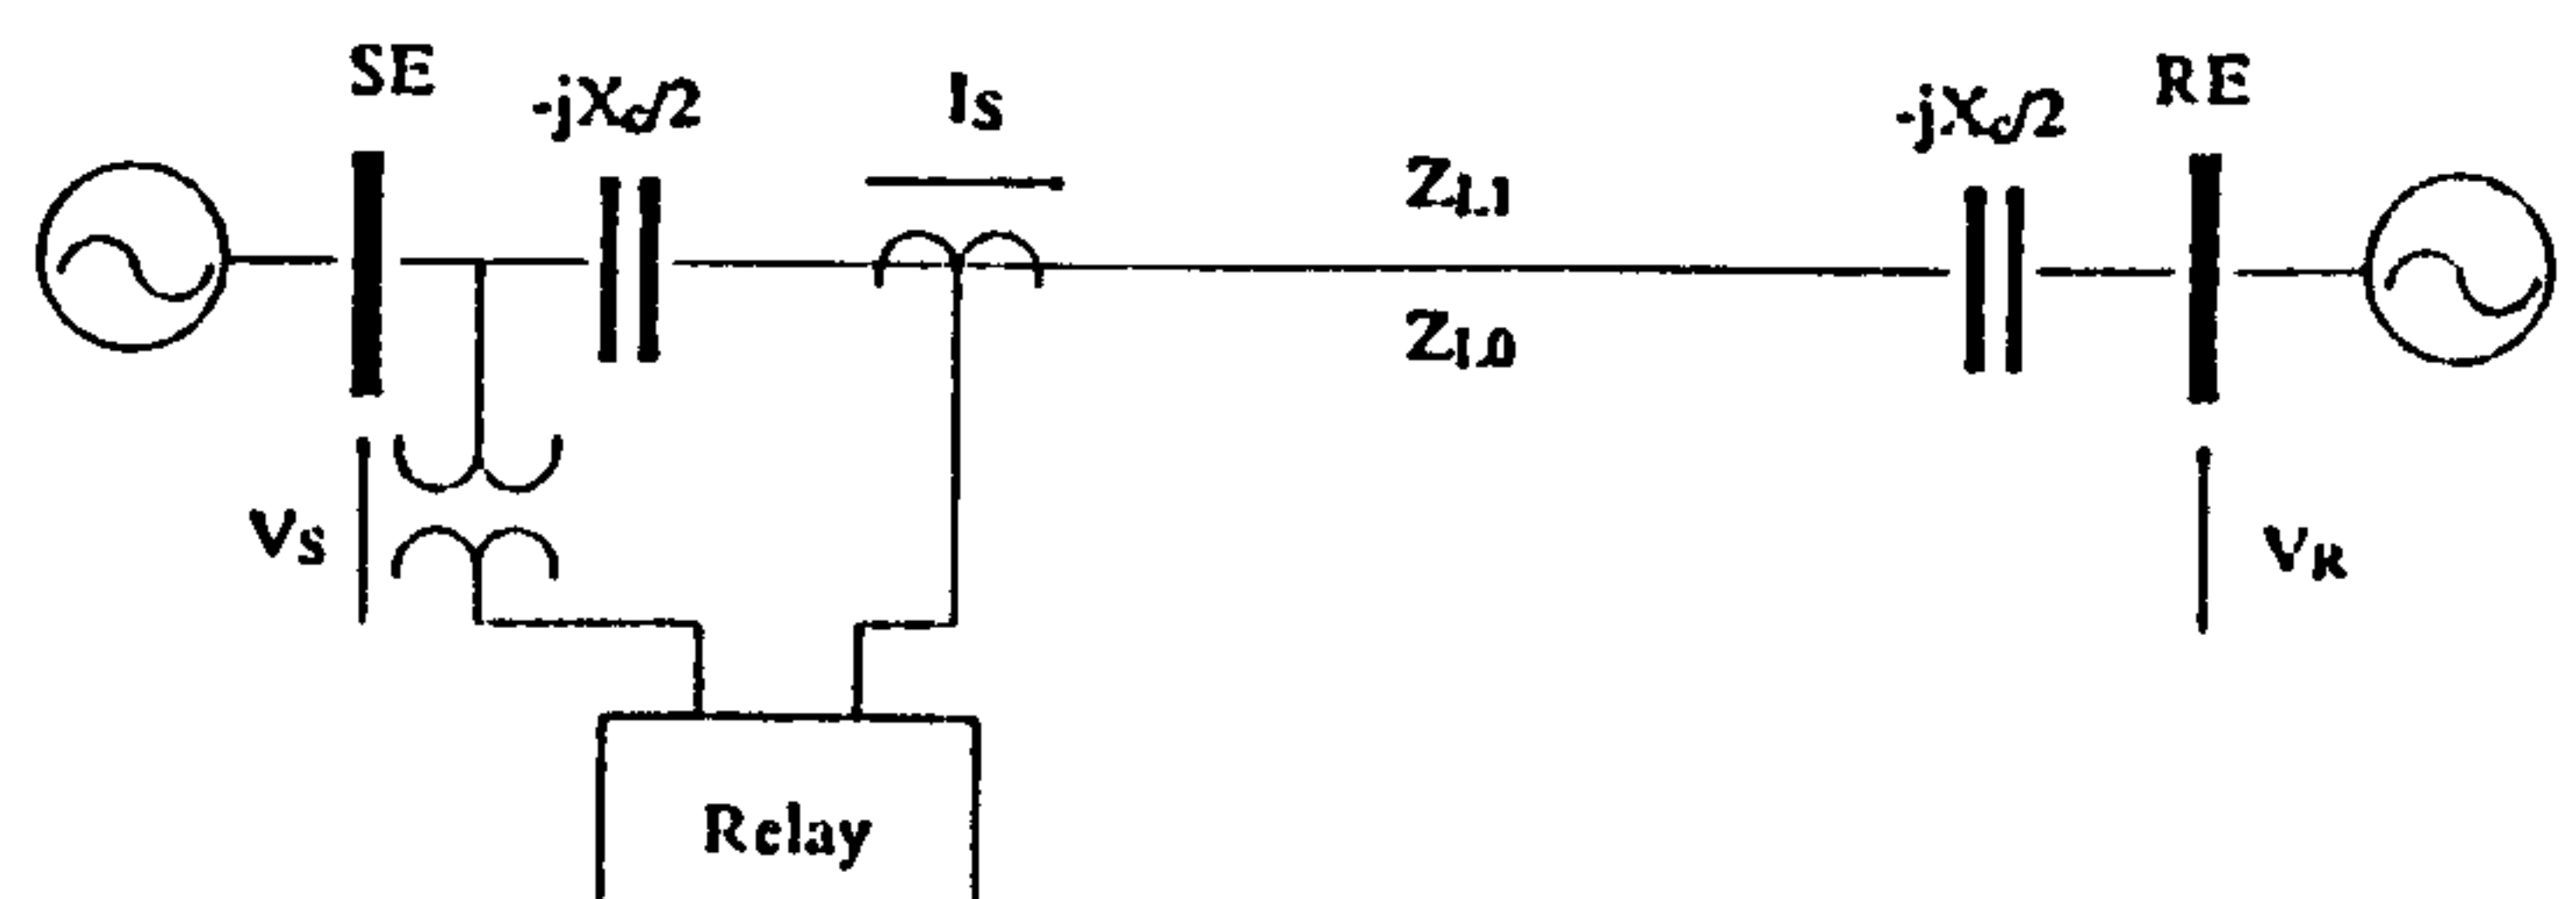 SE
-jXc/2
IS
ZL1
ZL0
-jXc/2
RE
VS
VR
Relay